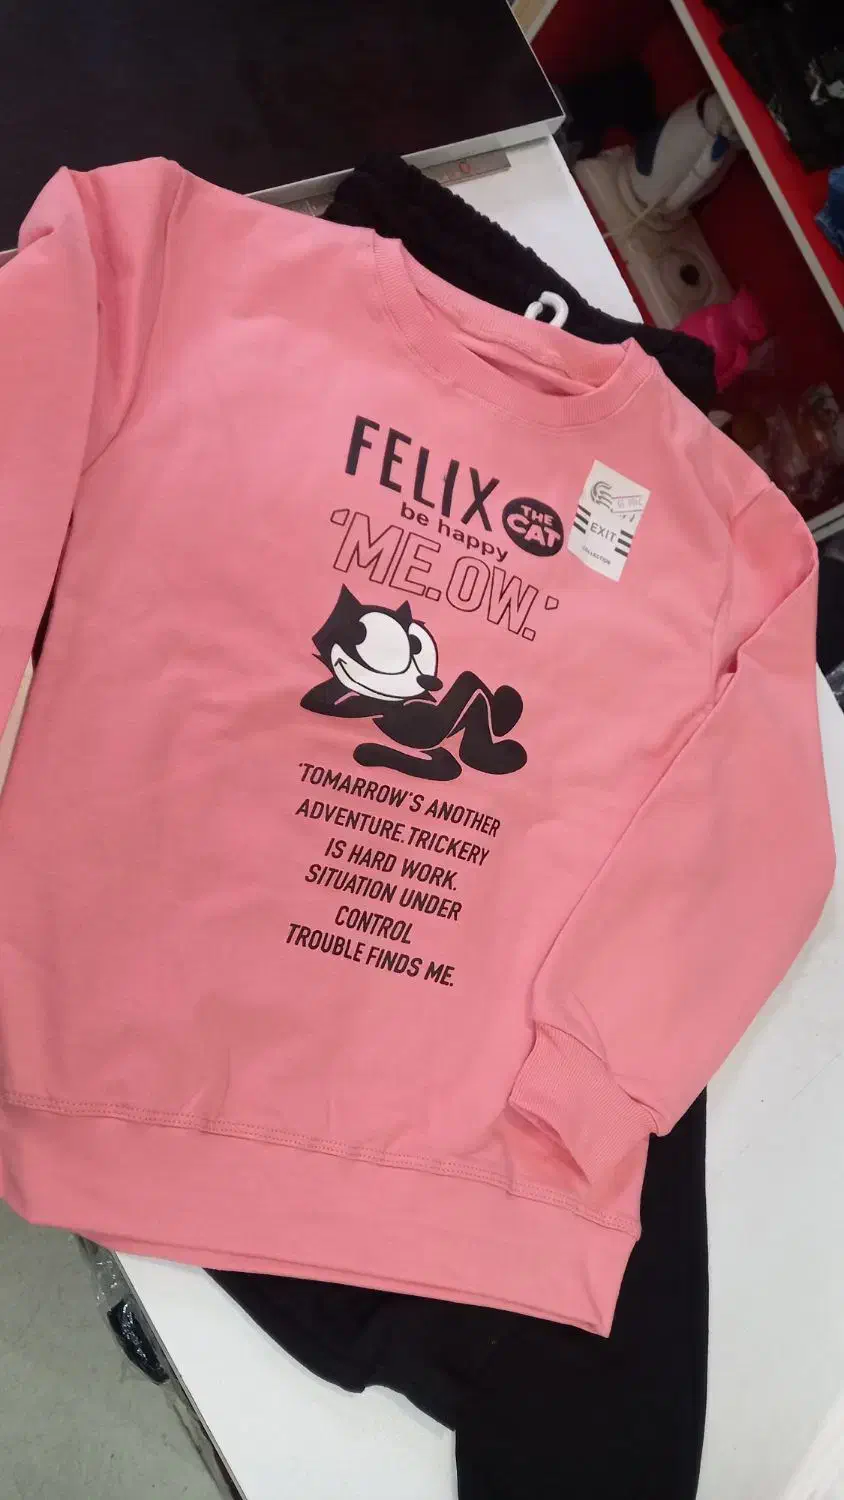 FELIX
THE
CAT
be happy
'ME.OW.'
EXIT
COLLECTION
'TOMARROW'S ANOTHER
ADVENTURE.TRICKERY
IS HARD WORK.
SITUATION UNDER
CONTROL
TROUBLE FINDS ME.